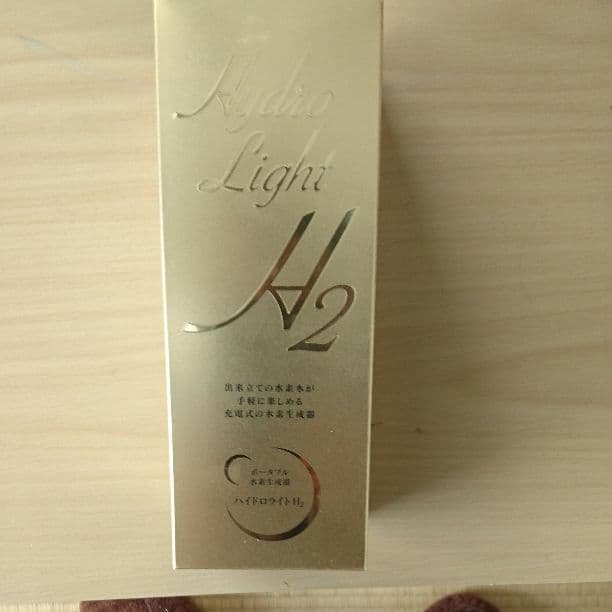 Hydro
Light
H2
出来立ての水素水が
手軽に楽しめる
充電式の水素生成器
ポータブル
水素生成器
ハイドロライトH2